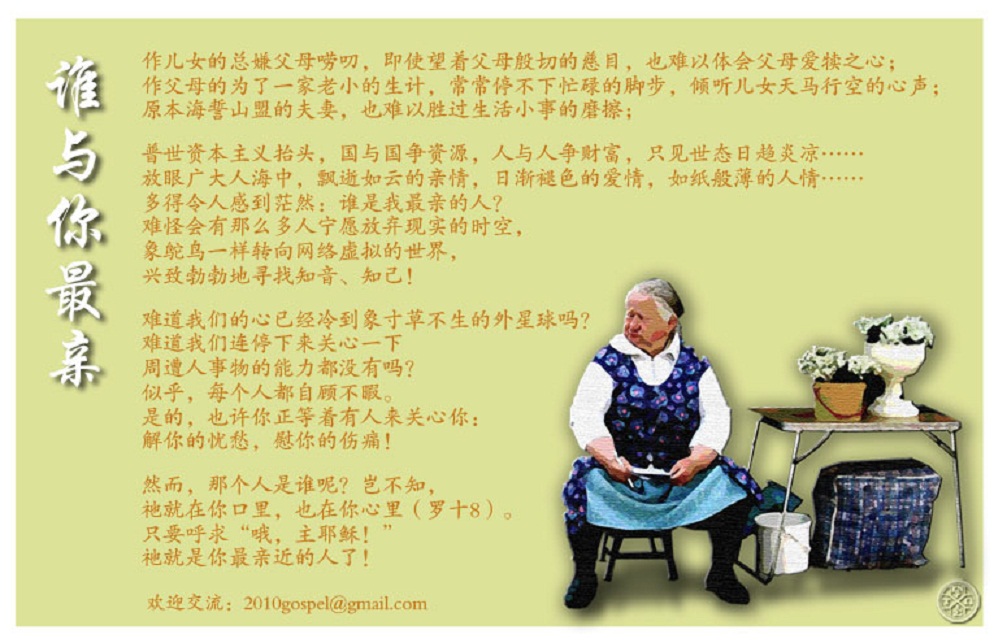 谁与你最亲
作儿女的总嫌父母唠叨，即使望着父母殷切的慈目，也难以体会父母爱犊之心；
作父母的为了一家老小的生计，常常停不下忙碌的脚步，倾听儿女天马行空的心声；
原本海誓山盟的夫妻，也难以胜过生活小事的磨擦；
普世资本主义抬头，国与国争资源，人与人争财富，只见世态日趋炎凉……
放眼广大人海中，飘逝如云的亲情，日渐褪色的爱情，如纸般薄的人情……
多得令人感到茫然：谁是我最亲的人？
难怪会有那么多人宁愿放弃现实的时空，
象鸵鸟一样转向网络虚拟的世界，
兴致勃勃地寻找知音、知己！
难道我们的心已经冷到象寸草不生的外星球吗？
难道我们连停下来关心一下
周遭人事物的能力都没有吗？
似乎，每个人都自顾不暇。
是的，也许你正等着有人来关心你：
解你的忧愁，慰你的伤痛！
然而，那个人是谁呢？岂不知，
祂就在你口里，也在你心里（罗十8）。
只要呼求“哦，主耶稣！”
祂就是你最亲近的人了！
欢迎交流：2010gospel@gmail.com